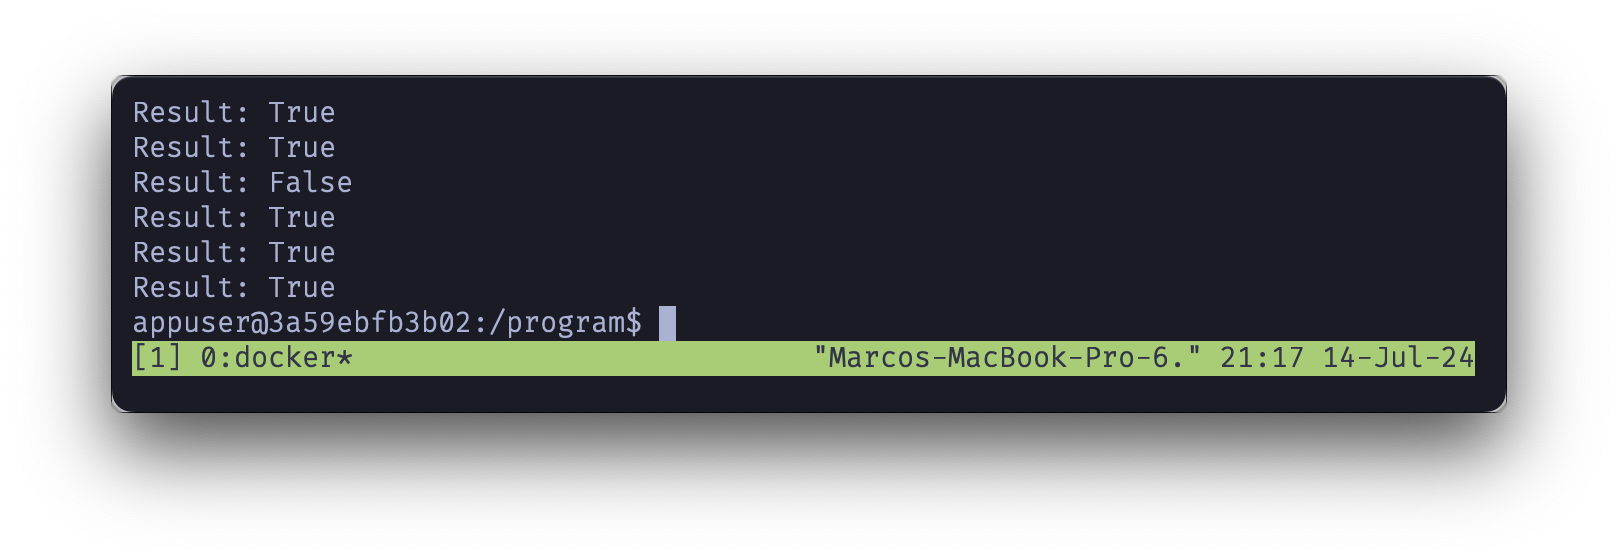 Result: True
Result: True
Result: False
Result: True
Result: True
Result: True
appuser@3a59ebfb3b02:/program$
[1] 0:docker* "Marcos-MacBook-Pro-6." 21:17 14-Jul-24